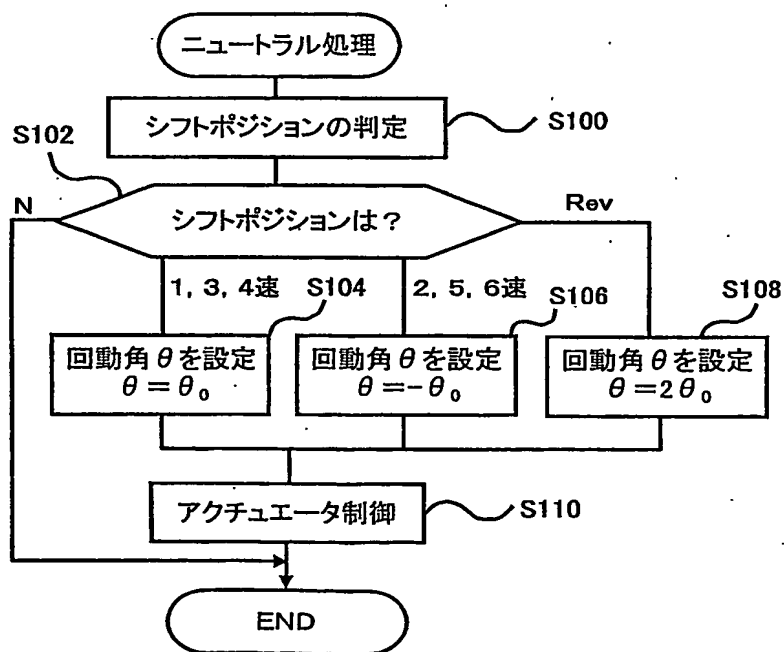 ニュートラル処理
シフトポジションの判定
S100
S102
N
シフトポジションは?
Rev
1, 3, 4速
S104
2, 5, 6速
S106
S108
回動角θを設定
θ=θ₀
回動角θを設定
θ=-θ₀
回動角θを設定
θ=2θ₀
アクチュエータ制御
S110
END